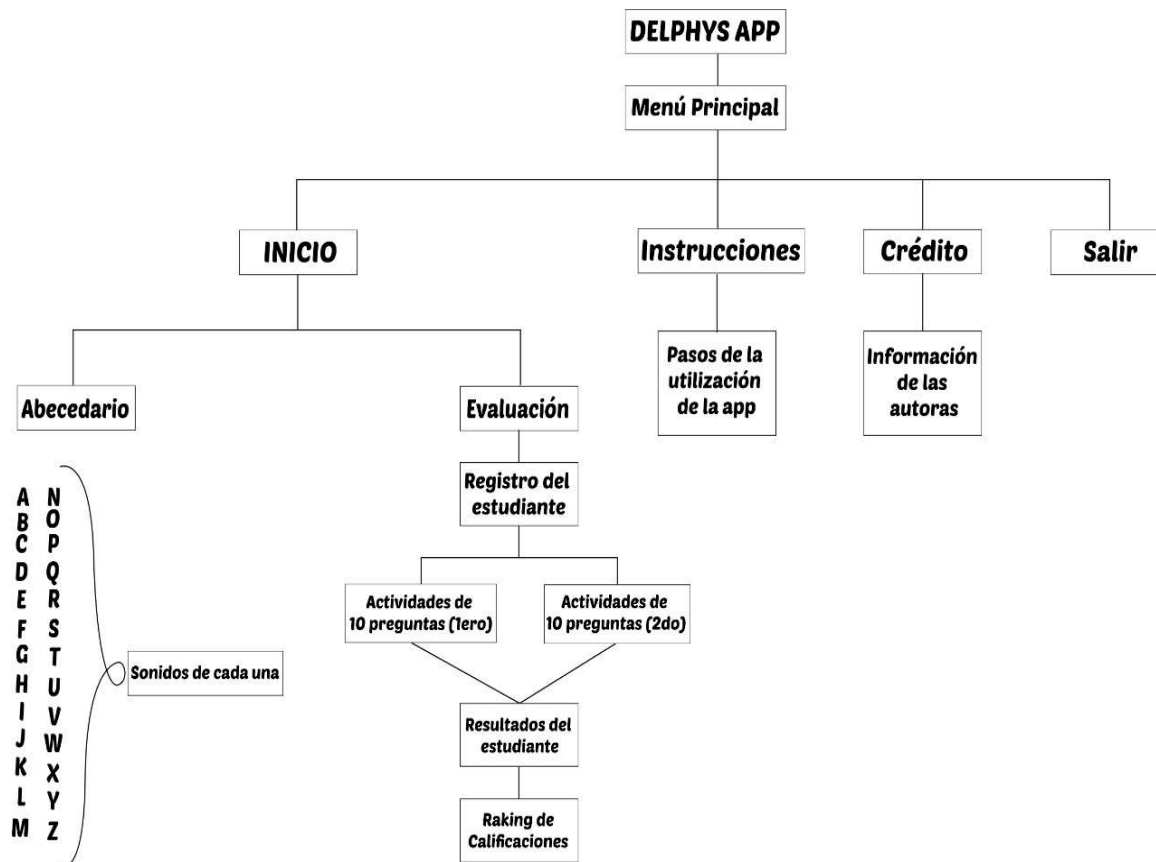 DELPHYS APP
Menú Principal
INICIO
Instrucciones
Crédito
Salir
Pasos de la
utilización
de la app
Información
de las
autoras
Abecedario
Evaluación
Registro del
estudiante
A N
B O
C P
D Q
E R
F S
G T
H U
I V
J W
K X
L Y
M Z
Sonidos de cada una
Actividades de
10 preguntas (1ero)
Actividades de
10 preguntas (2do)
Resultados del
estudiante
Raking de
Calificaciones